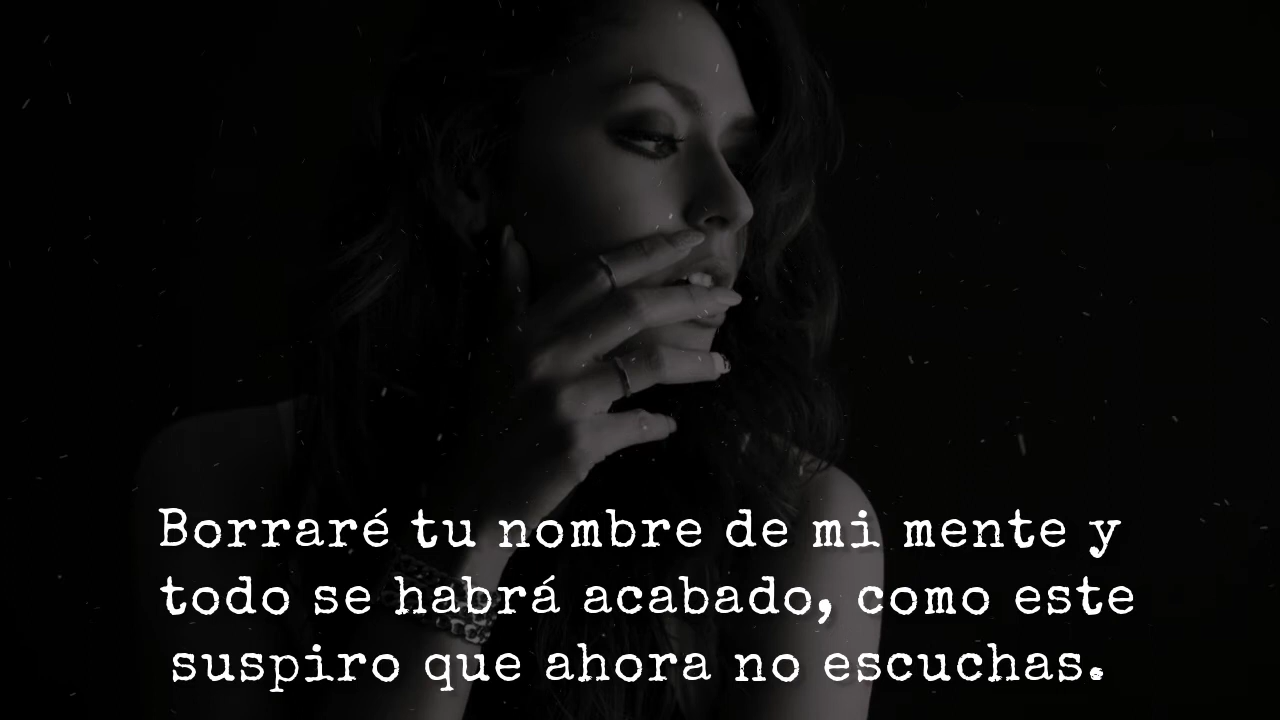 Borraré tu nombre de mi mente y
todo se habrá acabado, como este
suspiro que ahora no escuchas.